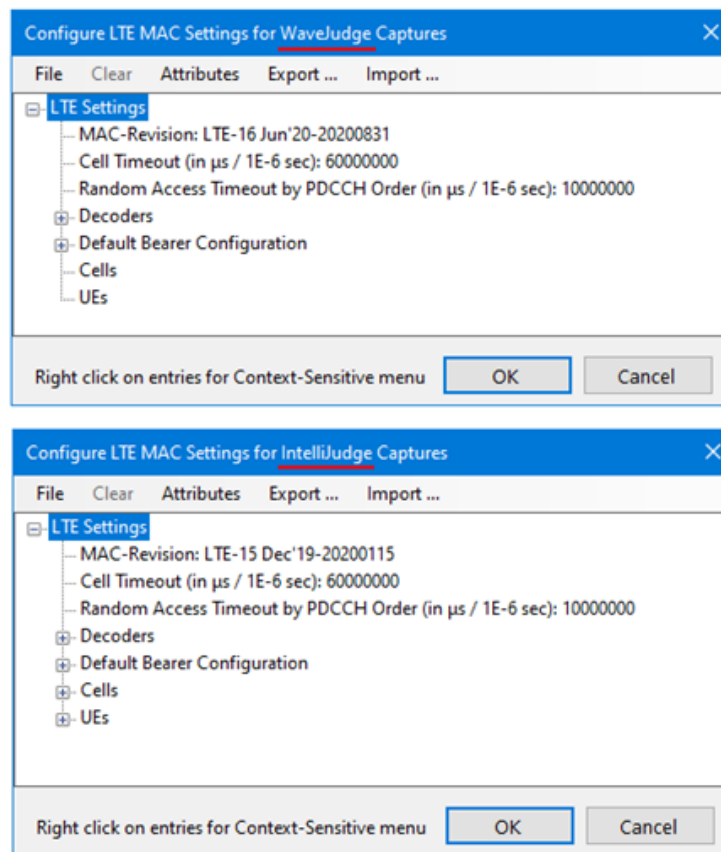 Configure LTE MAC Settings for WaveJudge Captures
File Clear Attributes Export ... Import ...
LTE Settings
MAC-Revision: LTE-16 Jun'20-20200831
Cell Timeout (in µs / 1E-6 sec): 60000000
Random Access Timeout by PDCCH Order (in µs / 1E-6 sec): 10000000
Decoders
Default Bearer Configuration
Cells
UEs
Right click on entries for Context-Sensitive menu OK Cancel
Configure LTE MAC Settings for IntelliJudge Captures
File Clear Attributes Export ... Import ...
LTE Settings
MAC-Revision: LTE-15 Dec'19-20200115
Cell Timeout (in µs / 1E-6 sec): 60000000
Random Access Timeout by PDCCH Order (in µs / 1E-6 sec): 10000000
Decoders
Default Bearer Configuration
Cells
UEs
Right click on entries for Context-Sensitive menu OK Cancel